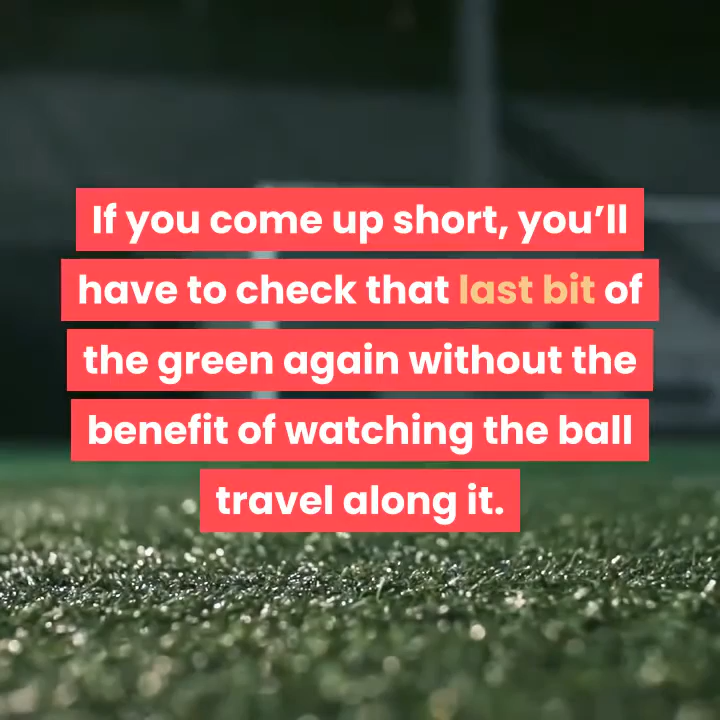 If you come up short, you’ll
have to check that last bit of
the green again without the
benefit of watching the ball
travel along it.